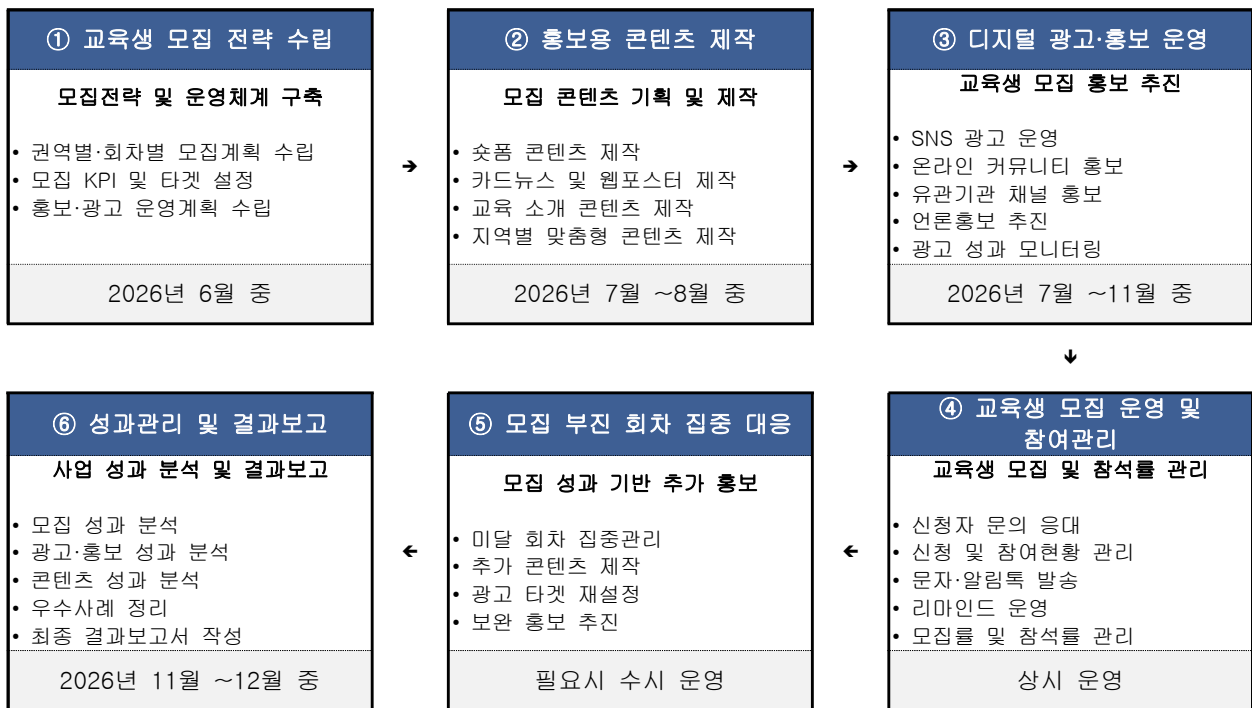 ① 교육생 모집 전략 수립
모집전략 및 운영체계 구축
• 권역별·회차별 모집계획 수립
• 모집 KPI 및 타겟 설정
• 홍보·광고 운영계획 수립
2026년 6월 중
➔
② 홍보용 콘텐츠 제작
모집 콘텐츠 기획 및 제작
• 숏폼 콘텐츠 제작
• 카드뉴스 및 웹포스터 제작
• 교육 소개 콘텐츠 제작
• 지역별 맞춤형 콘텐츠 제작
2026년 7월 ~8월 중
➔
③ 디지털 광고·홍보 운영
교육생 모집 홍보 추진
• SNS 광고 운영
• 온라인 커뮤니티 홍보
• 유관기관 채널 홍보
• 언론홍보 추진
• 광고 성과 모니터링
2026년 7월 ~11월 중
🡻
④ 교육생 모집 운영 및
참여관리
교육생 모집 및 참석률 관리
• 신청자 문의 응대
• 신청 및 참여현황 관리
• 문자·알림톡 발송
• 리마인드 운영
• 모집률 및 참석률 관리
상시 운영
🡸
⑤ 모집 부진 회차 집중 대응
모집 성과 기반 추가 홍보
• 미달 회차 집중관리
• 추가 콘텐츠 제작
• 광고 타겟 재설정
• 보완 홍보 추진
필요시 수시 운영
🡸
⑥ 성과관리 및 결과보고
사업 성과 분석 및 결과보고
• 모집 성과 분석
• 광고·홍보 성과 분석
• 콘텐츠 성과 분석
• 우수사례 정리
• 최종 결과보고서 작성
2026년 11월 ~12월 중